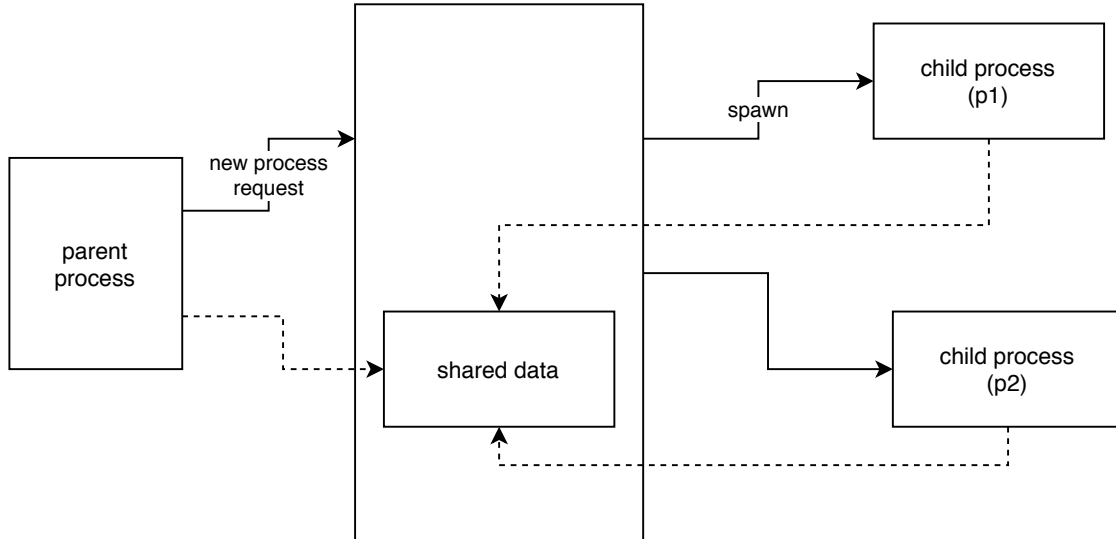 child process
(p1)
spawn
new process
request
parent
process
shared data
child process
(p2)